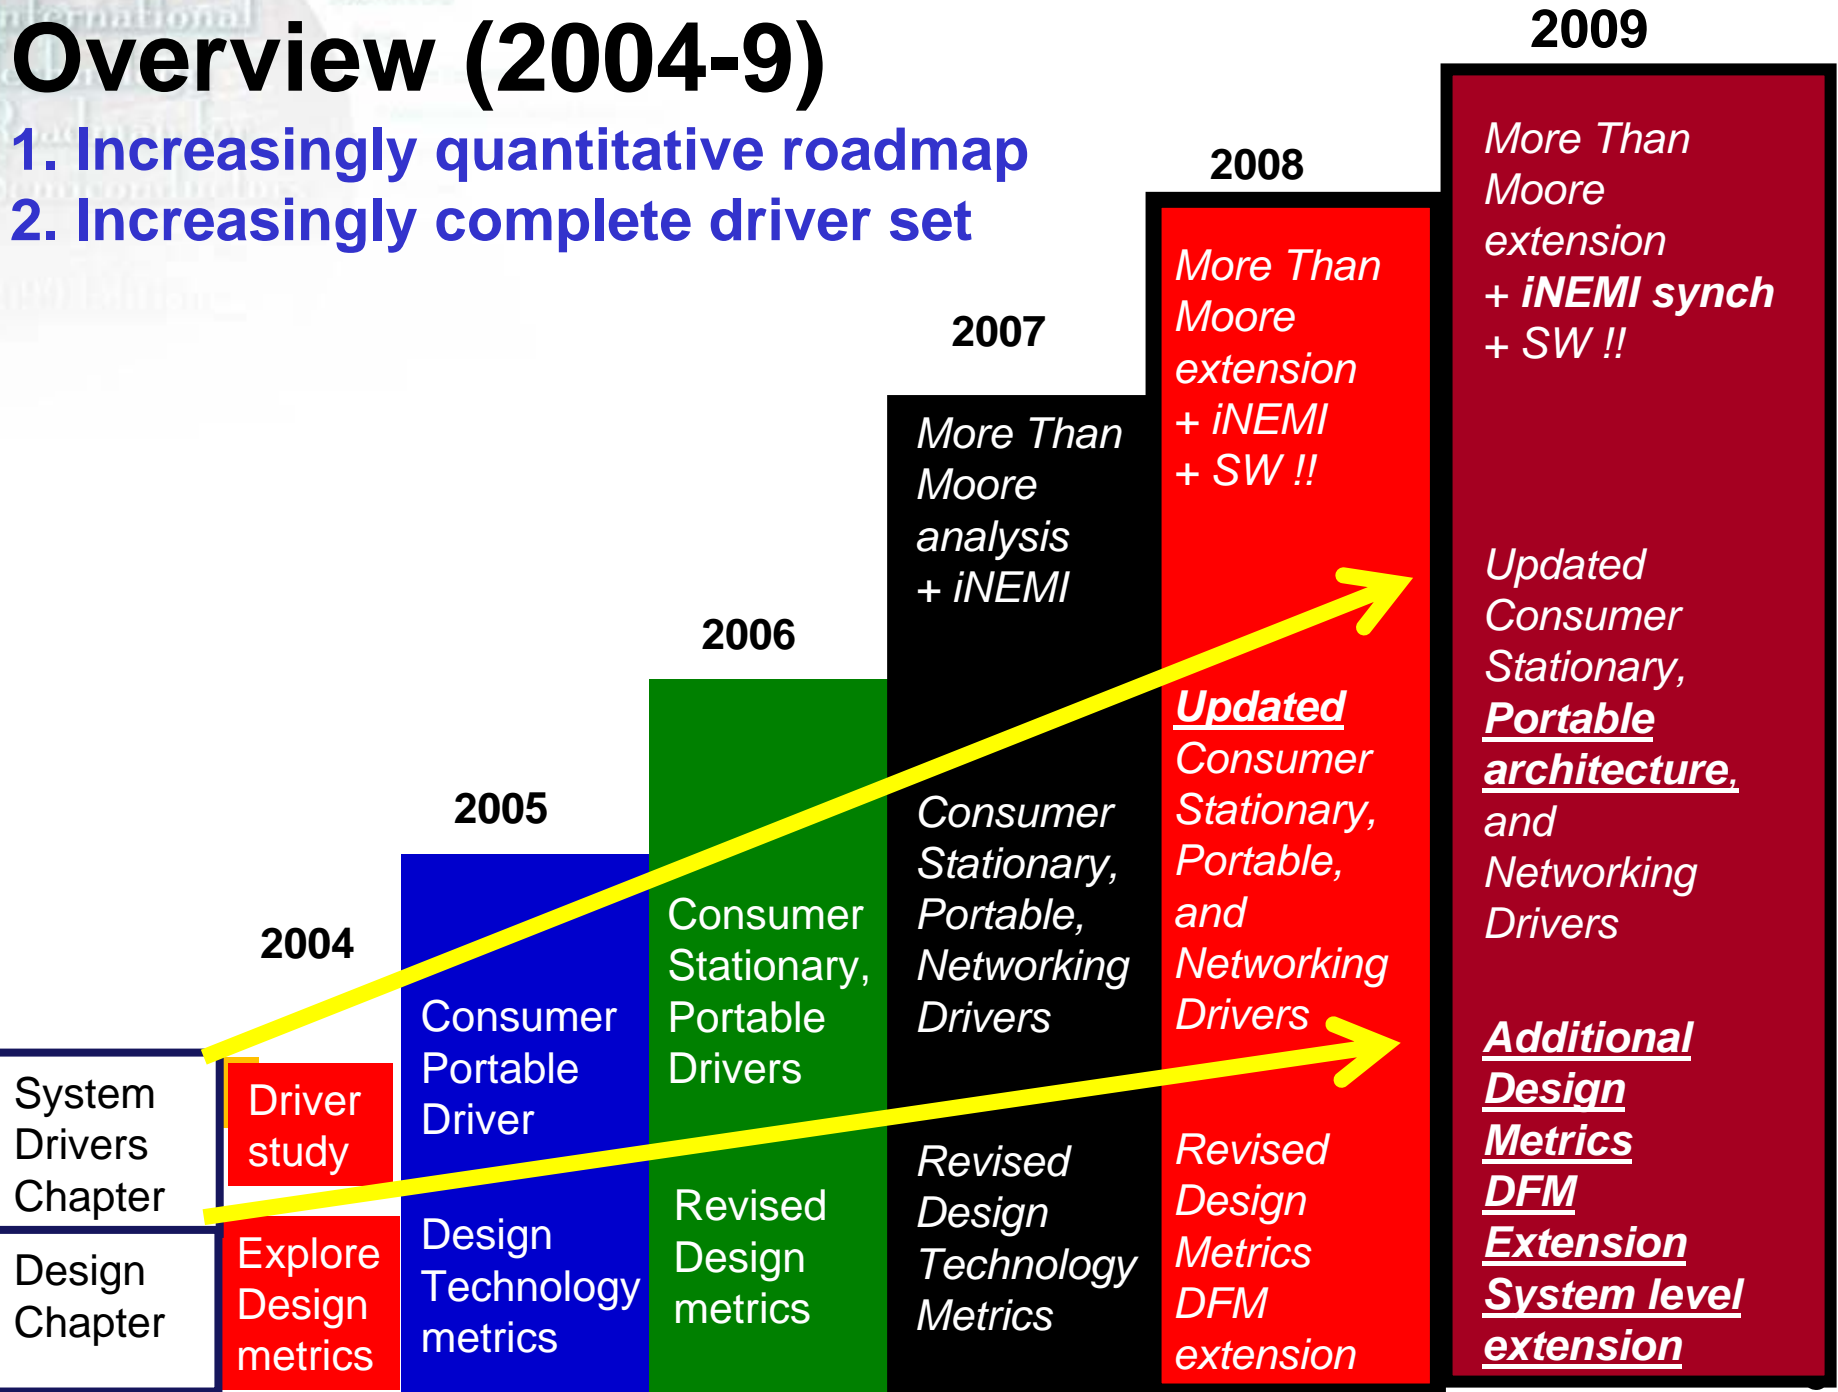 International
Roadmap for
Semiconductors
Overview (2004-9)
1. Increasingly quantitative roadmap
2. Increasingly complete driver set
System
Drivers
Chapter
Design
Chapter
2004
Driver
study
Explore
Design
metrics
2005
Consumer
Portable
Driver
Design
Technology
metrics
2006
Consumer
Stationary,
Portable
Drivers
Revised
Design
metrics
2007
More Than
Moore
analysis
+ iNEMI
Consumer
Stationary,
Portable,
Networking
Drivers
Revised
Design
Technology
Metrics
2008
More Than
Moore
extension
+ iNEMI
+ SW !!
Updated
Consumer
Stationary,
Portable,
and
Networking
Drivers
Revised
Design
Metrics
DFM
extension
2009
More Than
Moore
extension
+ iNEMI synch
+ SW !!
Updated
Consumer
Stationary,
Portable
architecture,
and
Networking
Drivers
Additional
Design
Metrics
DFM
Extension
System level
extension